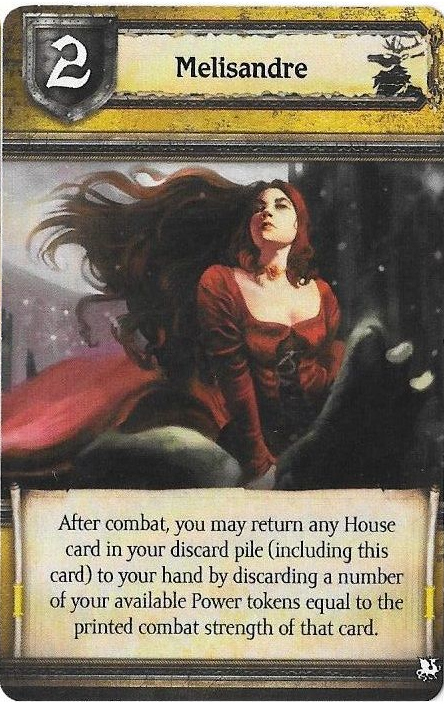 2
Melisandre
After combat, you may return any House
card in your discard pile (including this
card) to your hand by discarding a number
of your available Power tokens equal to the
printed combat strength of that card.